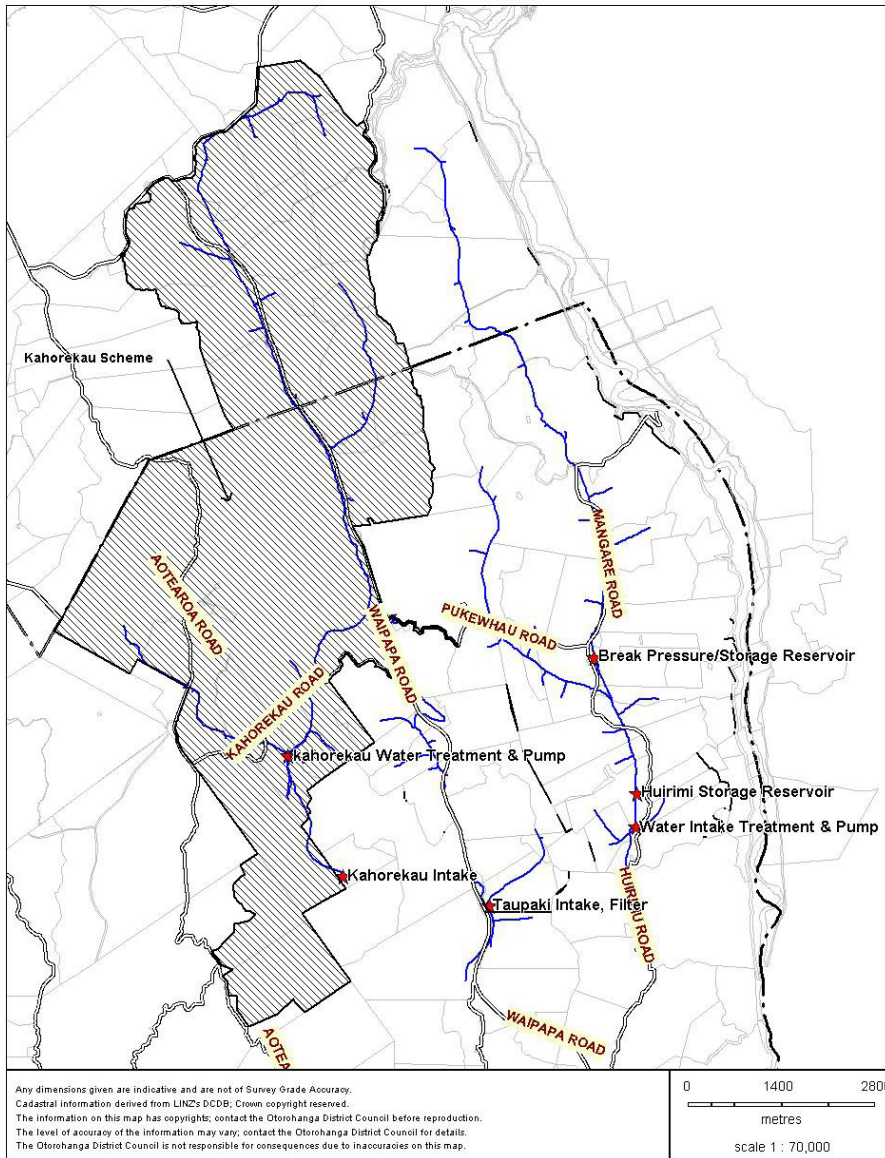 Kahorekau Scheme
AOTEAROA ROAD
WAIPAPA ROAD
MANGARE ROAD
PUKEWHAU ROAD
Break Pressure/Storage Reservoir
KAHOREKAU ROAD
kahorekau Water Treatment & Pump
Huirimi Storage Reservoir
Water Intake Treatment & Pump
Kahorekau Intake
Taupaki Intake, Filter
ROAD
WAIPAPA ROAD
AOTEA
Any dimensions given are indicative and are not of Survey Grade Accuracy.
Cadastral information derived from LINZ's DCDB; Crown copyright reserved.
The information on this map has copyrights; contact the Otorohanga District Council before reproduction.
The level of accuracy of the information may vary; contact the Otorohanga District Council for details.
The Otorohanga District Council is not responsible for consequences due to inaccuracies on this map.
0 1400 2800
metres
scale 1 : 70,000